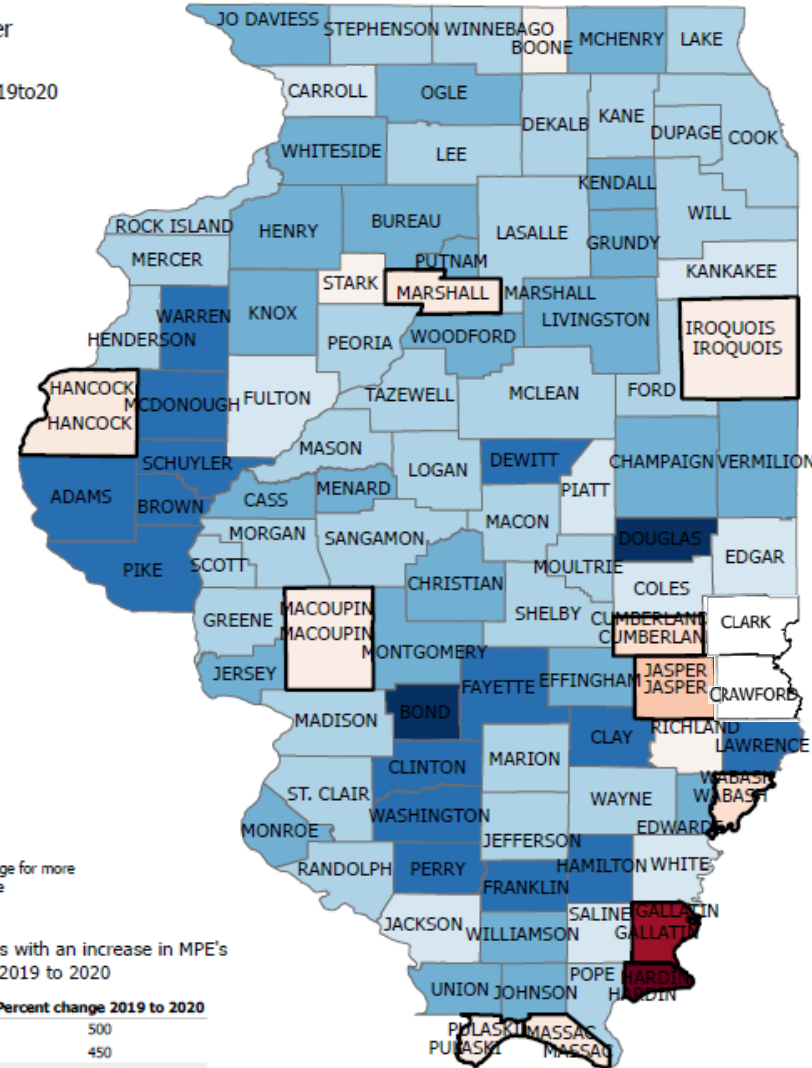 er
19to20
JO DAVIESS
STEPHENSON
WINNEBAGO
BOONE
MCHENRY
LAKE
CARROLL
OGLE
DEKALB
KANE
DUPAGE
COOK
WHITESIDE
LEE
KENDALL
WILL
ROCK ISLAND
HENRY
BUREAU
LASALLE
GRUNDY
MERCER
PUTNAM
KANKAKEE
STARK
MARSHALL
MARSHALL
HENDERSON
WARREN
KNOX
PEORIA
WOODFORD
LIVINGSTON
IROQUOIS
IROQUOIS
HANCOCK
HANCOCK
MCDONOUGH
FULTON
TAZEWELL
MCLEAN
FORD
MASON
SCHUYLER
LOGAN
DEWITT
CHAMPAIGN
VERMILION
ADAMS
BROWN
CASS
MENARD
PIATT
MORGAN
SANGAMON
MACON
DOUGLAS
EDGAR
PIKE
SCOTT
CHRISTIAN
MOULTRIE
COLES
GREENE
MACOUPIN
MACOUPIN
SHELBY
CUMBERLAND
CUMBERLAN
CLARK
MONTGOMERY
JERSEY
FAYETTE
EFFINGHAM
JASPER
JASPER
CRAWFORD
MADISON
BOND
CLAY
RICHLAND
LAWRENCE
CLINTON
MARION
ST. CLAIR
WASHINGTON
WAYNE
WABASH
WABASH
MONROE
JEFFERSON
EDWARDS
RANDOLPH
PERRY
HAMILTON
WHITE
FRANKLIN
JACKSON
WILLIAMSON
SALINE
GALLATIN
GALLATIN
UNION
JOHNSON
POPE
HARDIN
HARDIN
PULASKI
PULASKI
MASSAC
MASSAC
ge for more
e
s with an increase in MPE's
2019 to 2020
Percent change 2019 to 2020
500
450